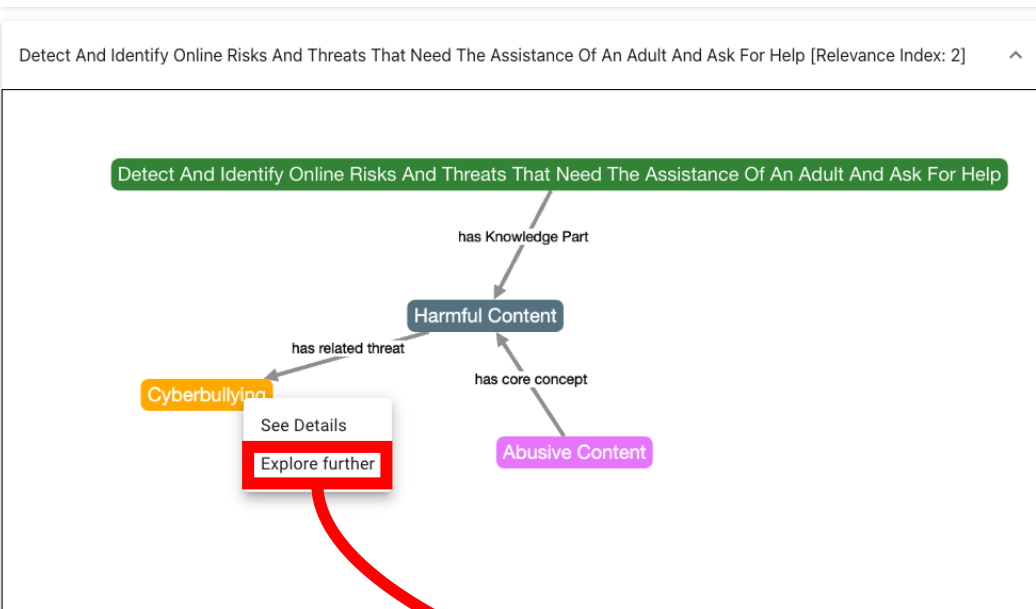 Detect And Identify Online Risks And Threats That Need The Assistance Of An Adult And Ask For Help [Relevance Index: 2]
Detect And Identify Online Risks And Threats That Need The Assistance Of An Adult And Ask For Help
has Knowledge Part
Harmful Content
has related threat
has core concept
Cyberbullying
See Details
Abusive Content
Explore further